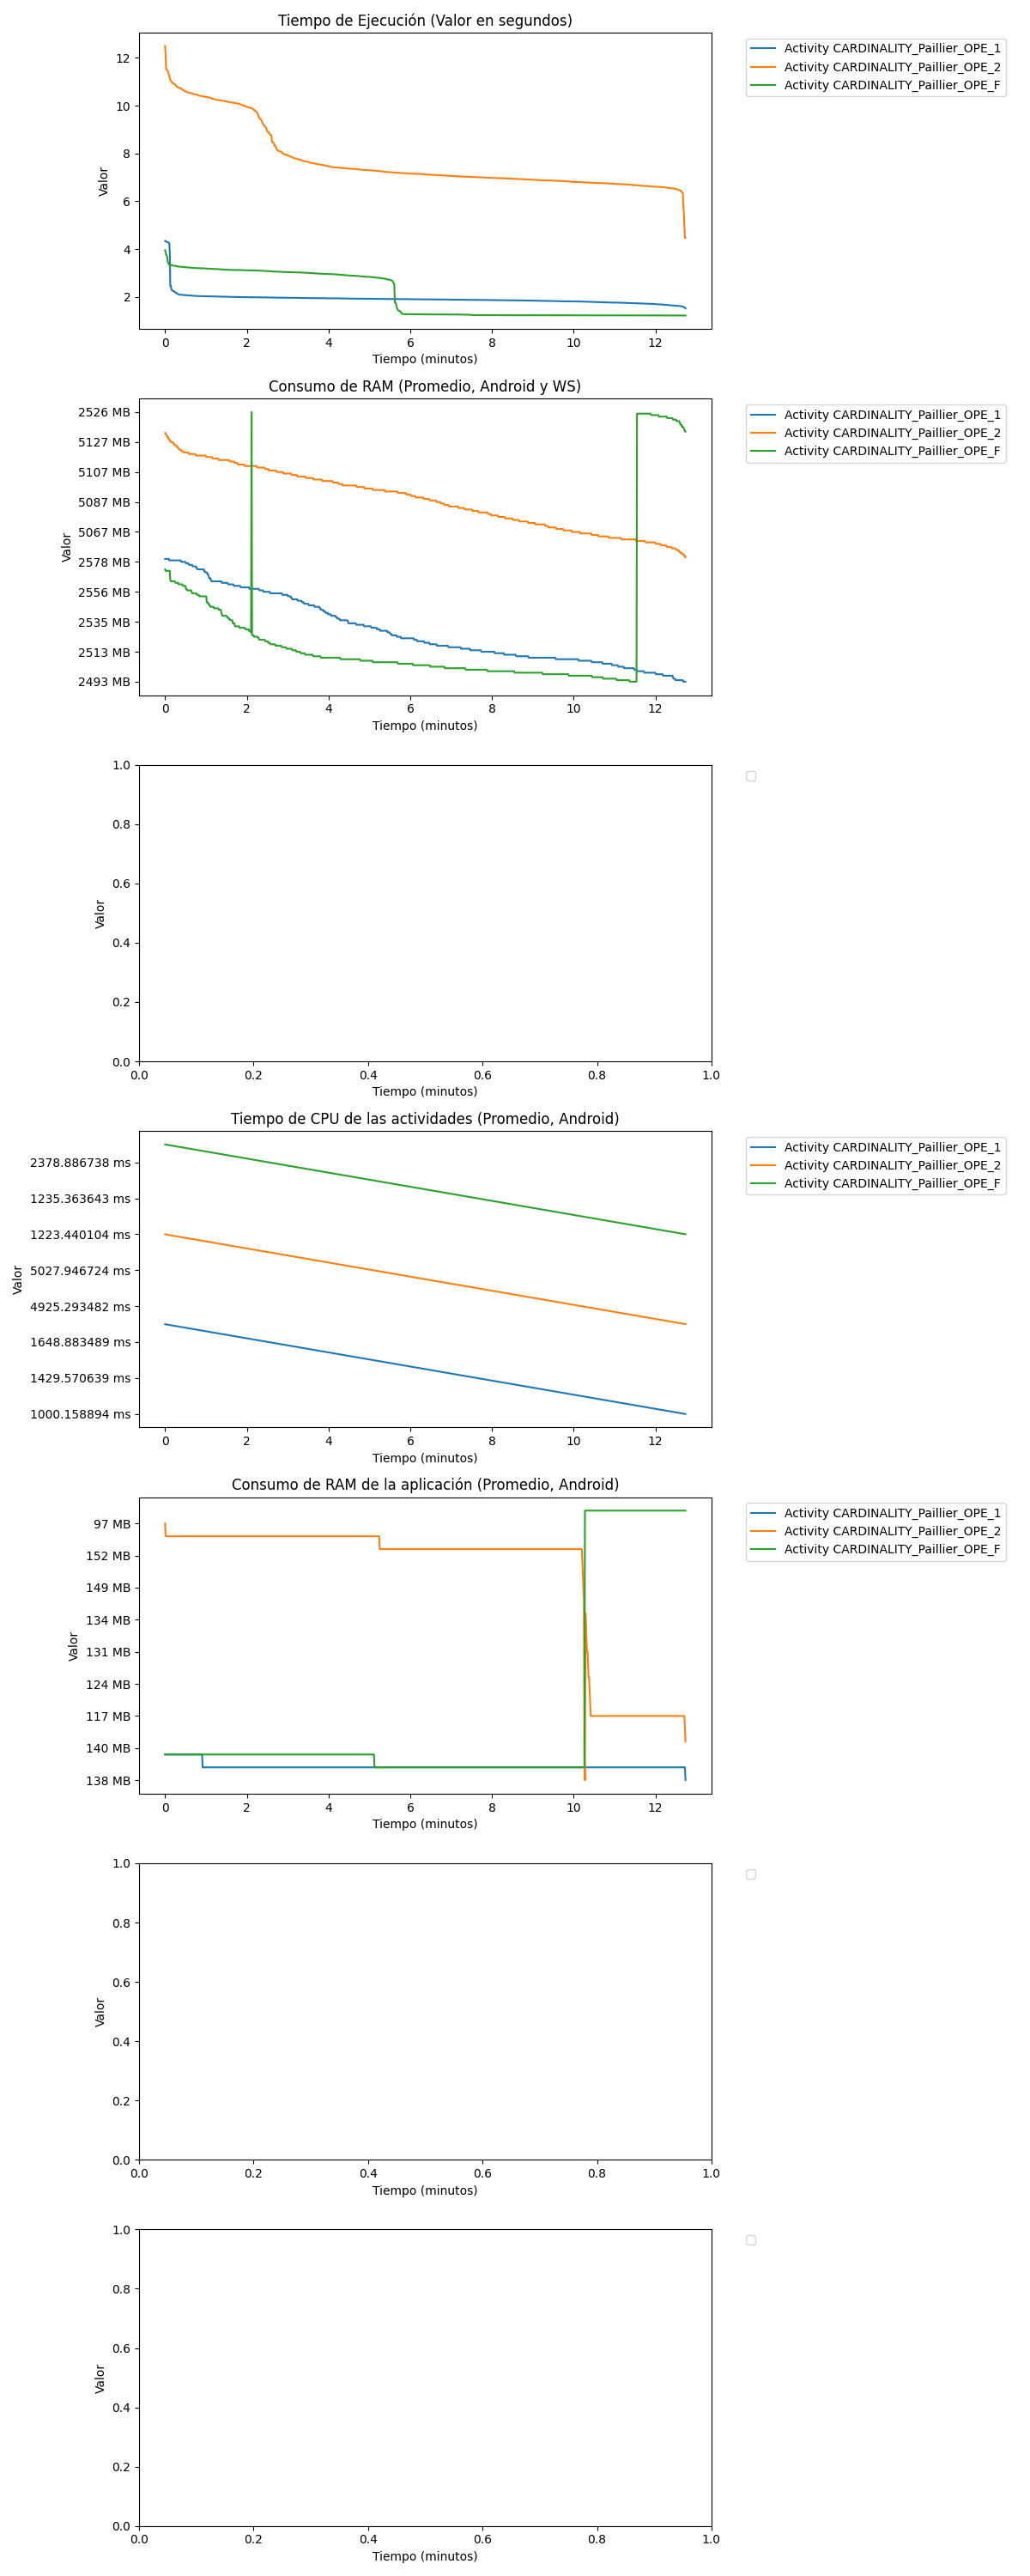 Tiempo de Ejecución (Valor en segundos)
12
10
8
6
4
2
Valor
0 2 4 6 8 10 12
Tiempo (minutos)
Activity CARDINALITY_Paillier_OPE_1
Activity CARDINALITY_Paillier_OPE_2
Activity CARDINALITY_Paillier_OPE_F
Consumo de RAM (Promedio, Android y WS)
2526 MB
5127 MB
5107 MB
5087 MB
5067 MB
2578 MB
2556 MB
2535 MB
2513 MB
2493 MB
Valor
0 2 4 6 8 10 12
Tiempo (minutos)
Activity CARDINALITY_Paillier_OPE_1
Activity CARDINALITY_Paillier_OPE_2
Activity CARDINALITY_Paillier_OPE_F
1.0
0.8
0.6
0.4
0.2
0.0
Valor
0.0 0.2 0.4 0.6 0.8 1.0
Tiempo (minutos)
Tiempo de CPU de las actividades (Promedio, Android)
2378.886738 ms
1235.363643 ms
1223.440104 ms
5027.946724 ms
4925.293482 ms
1648.883489 ms
1429.570639 ms
1000.158894 ms
Valor
0 2 4 6 8 10 12
Tiempo (minutos)
Activity CARDINALITY_Paillier_OPE_1
Activity CARDINALITY_Paillier_OPE_2
Activity CARDINALITY_Paillier_OPE_F
Consumo de RAM de la aplicación (Promedio, Android)
97 MB
152 MB
149 MB
134 MB
131 MB
124 MB
117 MB
140 MB
138 MB
Valor
0 2 4 6 8 10 12
Tiempo (minutos)
Activity CARDINALITY_Paillier_OPE_1
Activity CARDINALITY_Paillier_OPE_2
Activity CARDINALITY_Paillier_OPE_F
1.0
0.8
0.6
0.4
0.2
0.0
Valor
0.0 0.2 0.4 0.6 0.8 1.0
Tiempo (minutos)
1.0
0.8
0.6
0.4
0.2
0.0
Valor
0.0 0.2 0.4 0.6 0.8 1.0
Tiempo (minutos)